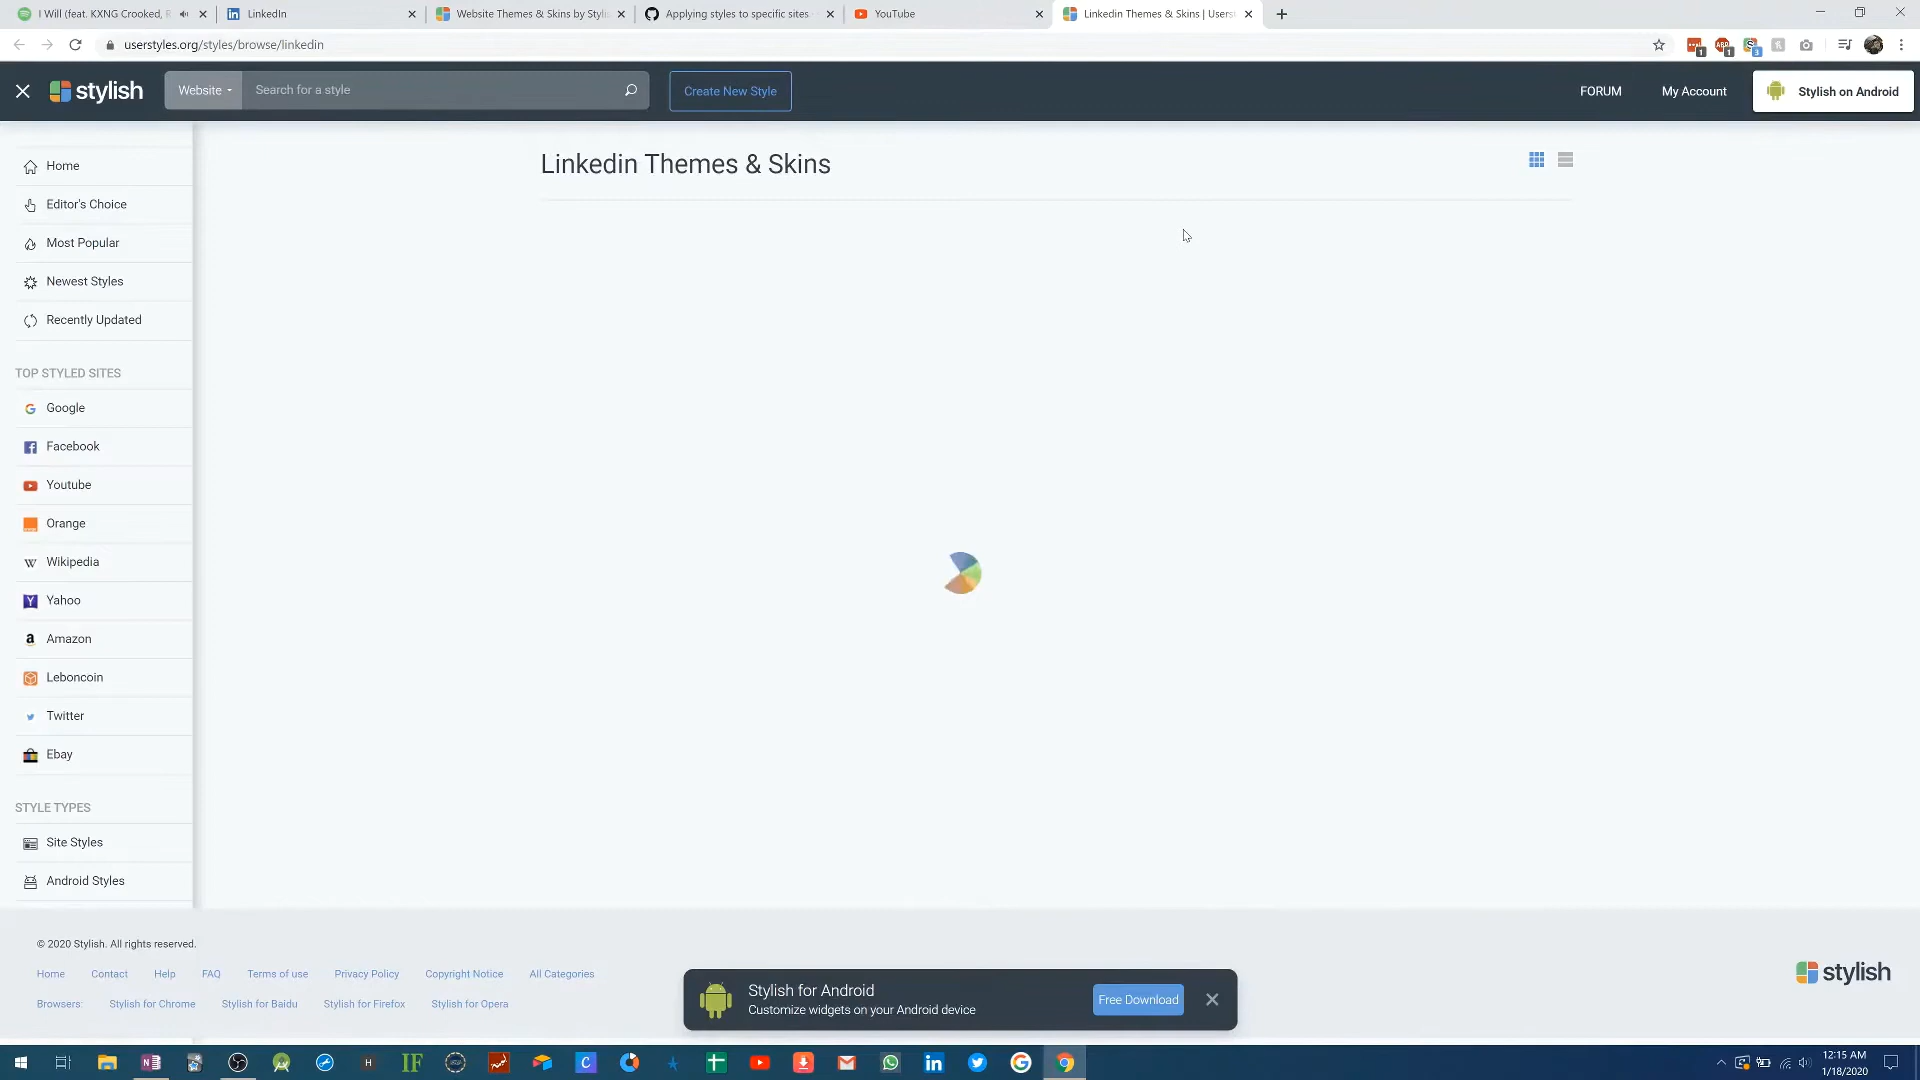 I Will (feat. KXNG Crooked, R
LinkedIn
Website Themes & Skins by Stylis
Applying styles to specific sites
YouTube
Linkedin Themes & Skins | Userst
userstyles.org/styles/browse/linkedin
stylish
Website
Search for a style
Create New Style
FORUM
My Account
Stylish on Android
Linkedin Themes & Skins
Home
Editor's Choice
Most Popular
Newest Styles
Recently Updated
TOP STYLED SITES
Google
Facebook
Youtube
Orange
Wikipedia
Yahoo
Amazon
Leboncoin
Twitter
Ebay
STYLE TYPES
Site Styles
Android Styles
© 2020 Stylish. All rights reserved.
Home Contact Help FAQ Terms of use Privacy Policy Copyright Notice All Categories
Browsers: Stylish for Chrome Stylish for Baidu Stylish for Firefox Stylish for Opera
Stylish for Android
Customize widgets on your Android device
Free Download
stylish
12:15 AM
1/18/2020